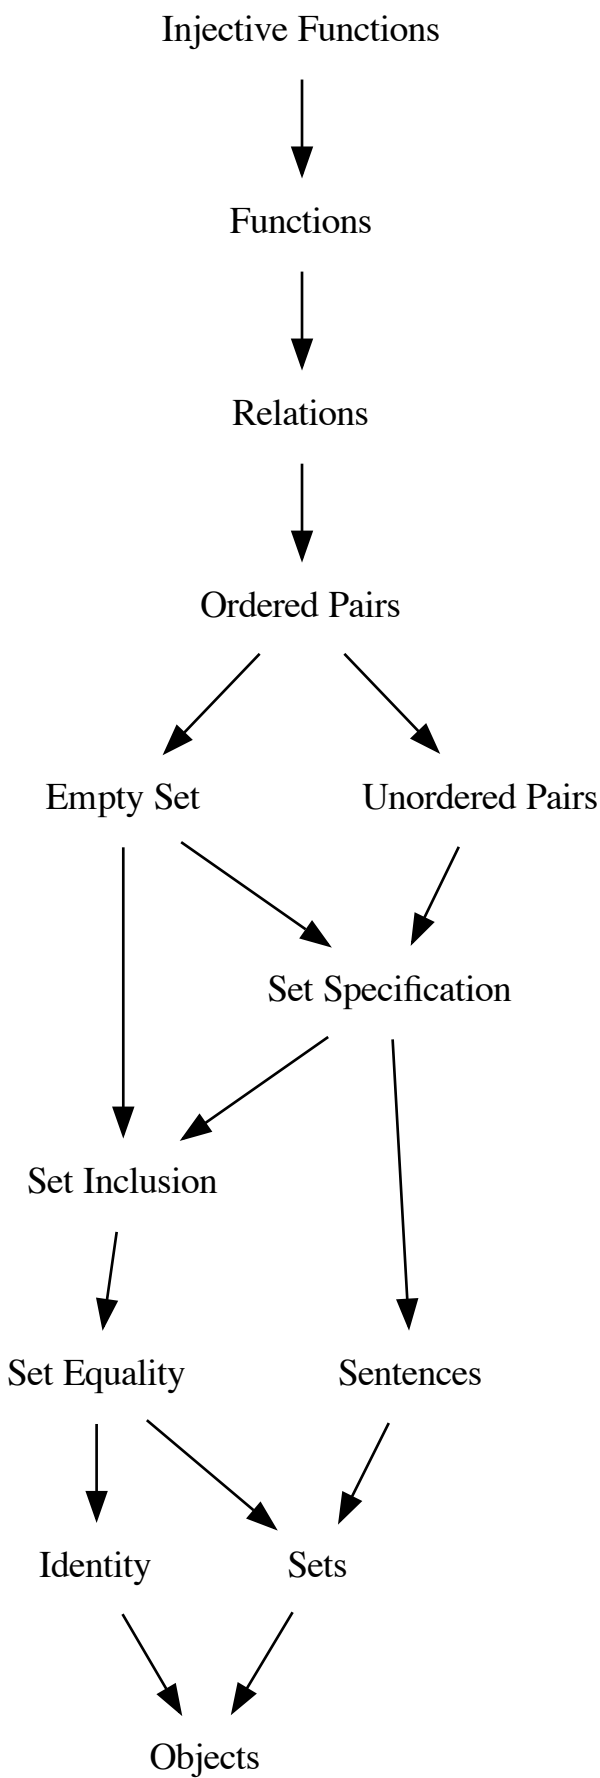 Injective Functions
Functions
Relations
Ordered Pairs
Empty Set
Unordered Pairs
Set Specification
Set Inclusion
Set Equality
Sentences
Identity
Sets
Objects